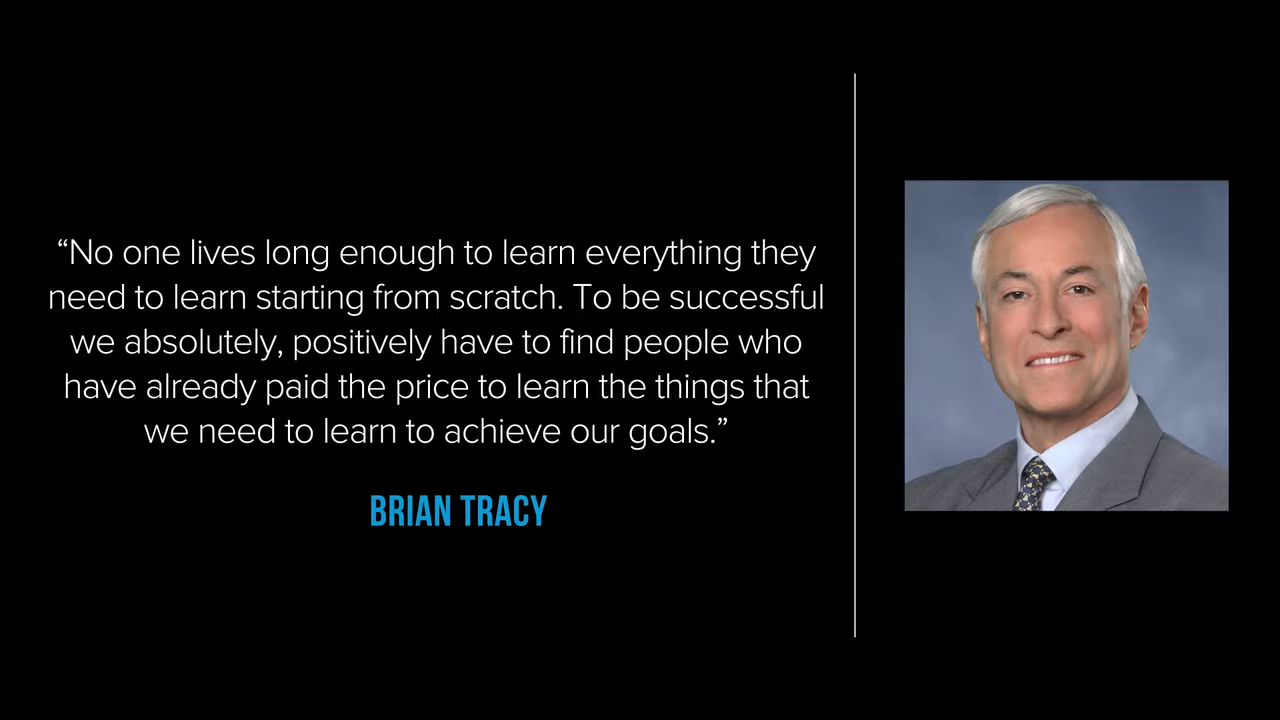 “No one lives long enough to learn everything they
need to learn starting from scratch. To be successful
we absolutely, positively have to find people who
have already paid the price to learn the things that
we need to learn to achieve our goals.”
BRIAN TRACY